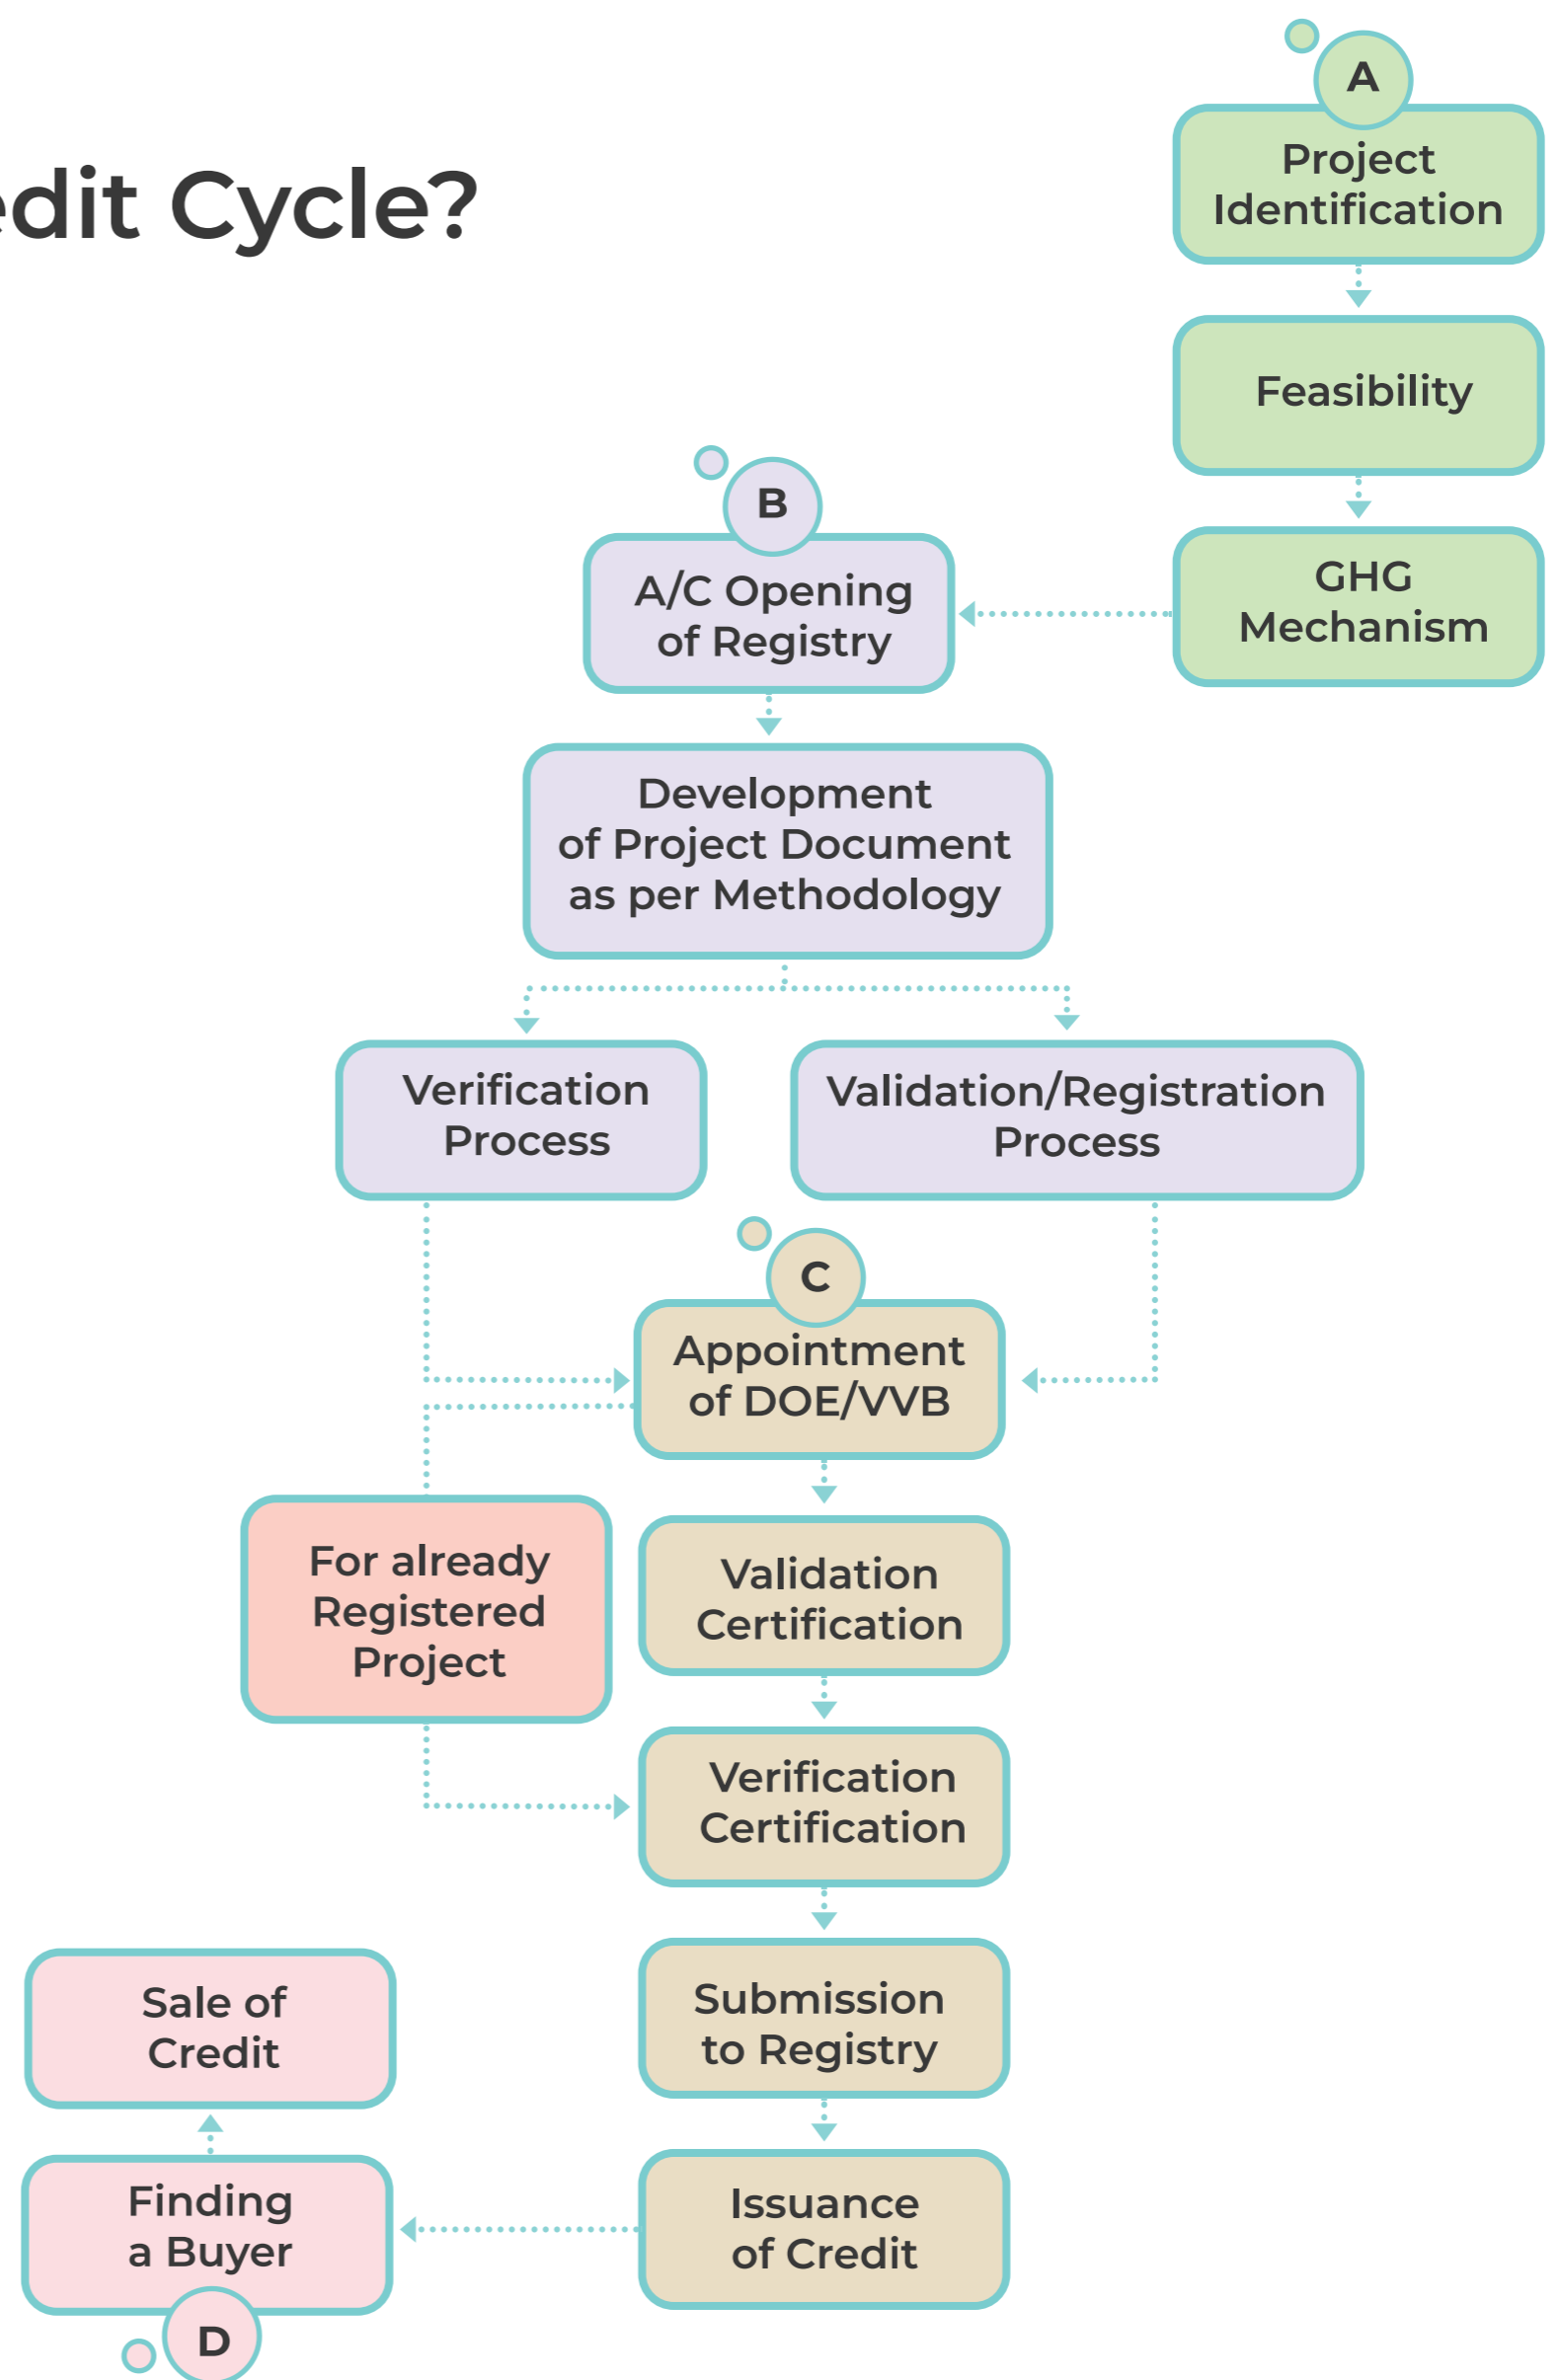 edit Cycle?
A
Project
Identification
Feasibility
GHG
Mechanism
B
A/C Opening
of Registry
Development
of Project Document
as per Methodology
Verification
Process
Validation/Registration
Process
C
Appointment
of DOE/VVB
For already
Registered
Project
Validation
Certification
Verification
Certification
Submission
to Registry
Issuance
of Credit
Sale of
Credit
Finding
a Buyer
D